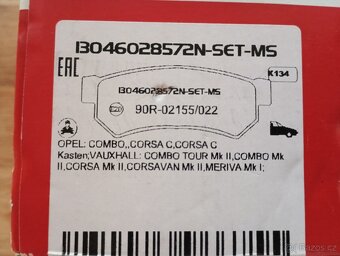 13046028572N-SET-MS
EAC
K134
13046028572N-SET-MS
E20
90R-02155/022
OPEL: COMBO,,CORSA C,CORSA C
Kasten;VAUXHALL: COMBO TOUR Mk II,COMBO Mk
II,CORSA Mk II,CORSAVAN Mk II,MERIVA Mk I;